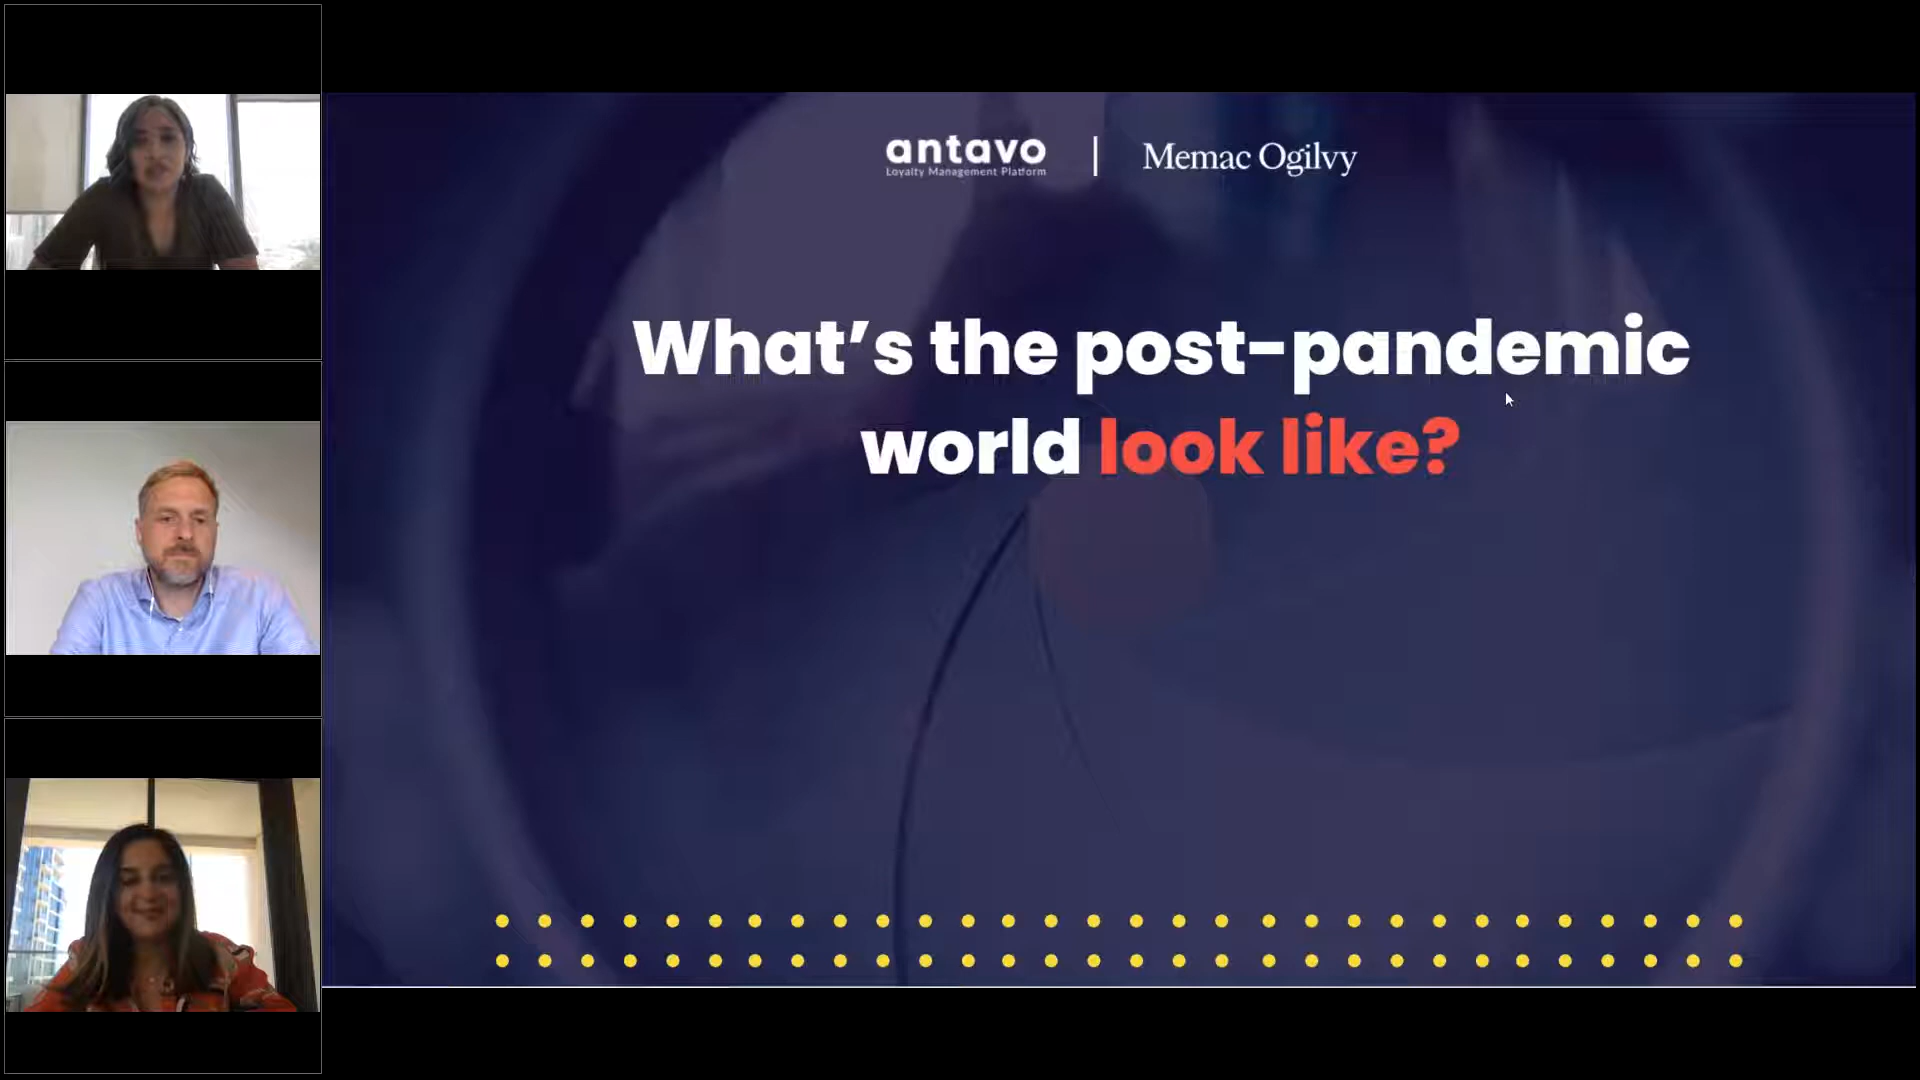 antavo
Loyalty Management Platform
Memac Ogilvy
What’s the post-pandemic
world look like?